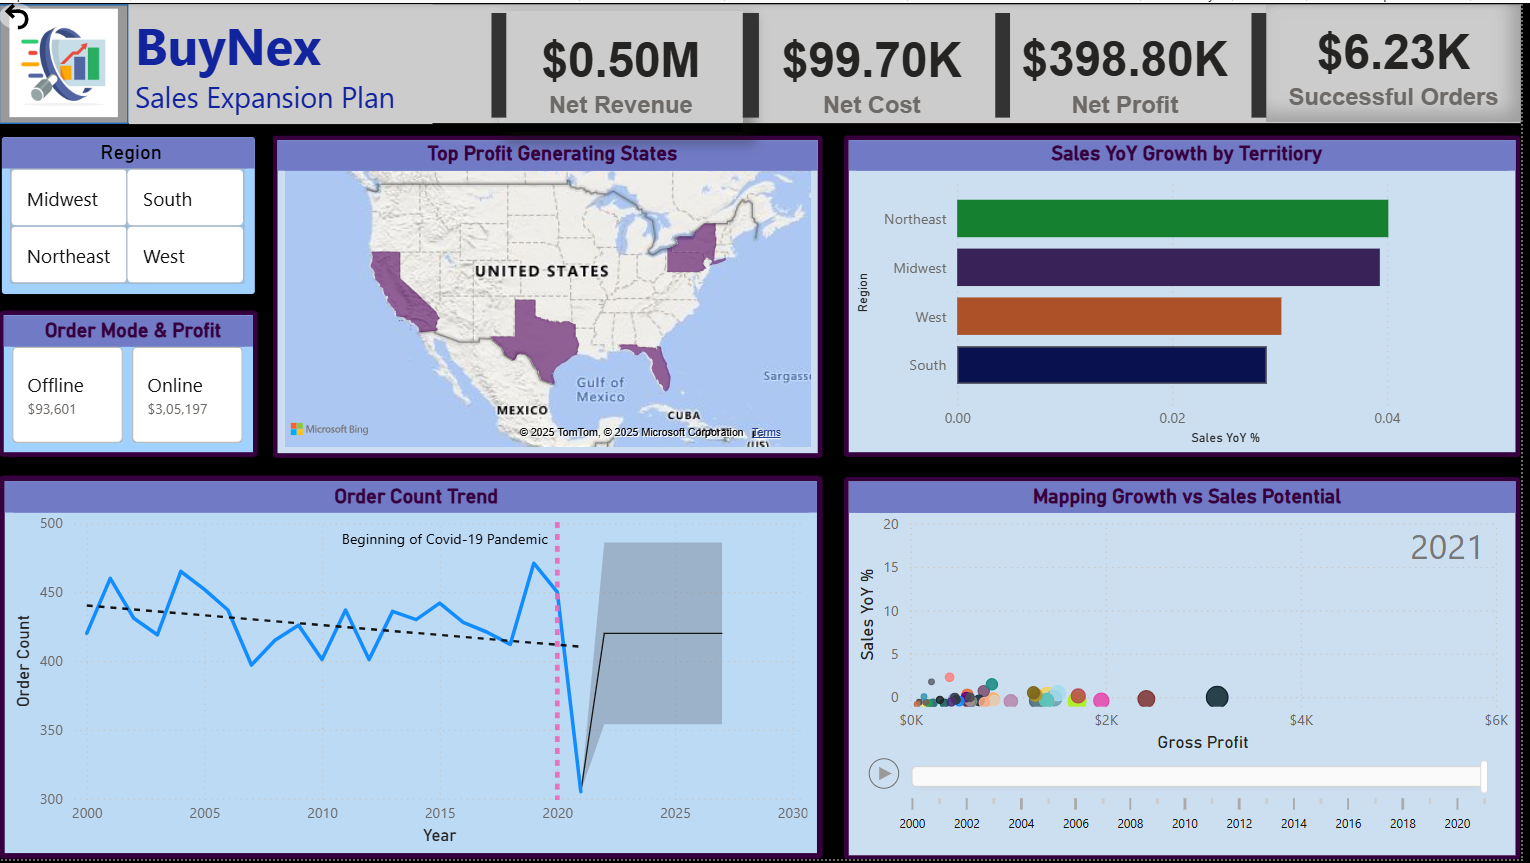 BuyNex
Sales Expansion Plan
$0.50M
Net Revenue
$99.70K
Net Cost
$398.80K
Net Profit
$6.23K
Successful Orders
Region
Midwest
South
Northeast
West
Order Mode & Profit
Offline
$93,601
Online
$3,05,197
Top Profit Generating States
UNITED STATES
Gulf of
Mexico
MEXICO
CUBA
Sargass
Microsoft Bing
© 2025 TomTom, © 2025 Microsoft Corporation
Terms
(US)
Sales YoY Growth by Territiory
Region
Northeast
Midwest
West
South
0.00
0.02
0.04
Sales YoY %
Order Count Trend
Order Count
500
450
400
350
300
Beginning of Covid-19 Pandemic
2000
2005
2010
2015
2020
2025
2030
Year
Mapping Growth vs Sales Potential
2021
Sales YoY %
20
15
10
5
0
$0K
$2K
$4K
$6K
Gross Profit
2000
2002
2004
2006
2008
2010
2012
2014
2016
2018
2020